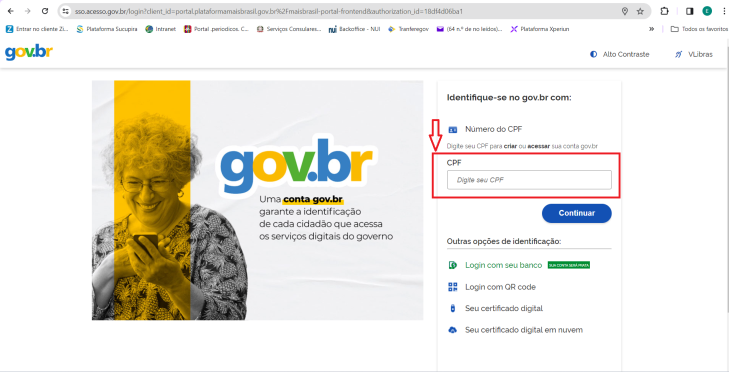 sso.acesso.gov.br/login?client_id=portal.plataformamaisbrasil.gov.br%2Fmaisbrasil-portal-frontend&authorization_id=18df4d06ba1
Entrar no cliente Zi... Plataforma Sucupira Intranet Portal .periodicos. C... Serviços Consulares... nuj Backoffice - NUI Tranferegov (64 n.º de no leídos)... Plataforma Xperiun » Todos os favoritos
gov.br
Alto Contraste VLibras
Identifique-se no gov.br com:
Número do CPF
Digite seu CPF para criar ou acessar sua conta gov.br
CPF
Digite seu CPF
Continuar
gov.br
Uma conta gov.br
garante a identificação
de cada cidadão que acessa
os serviços digitais do governo
Outras opções de identificação:
Login com seu banco SUA CONTA SERÁ PRATA
Login com QR code
Seu certificado digital
Seu certificado digital em nuvem